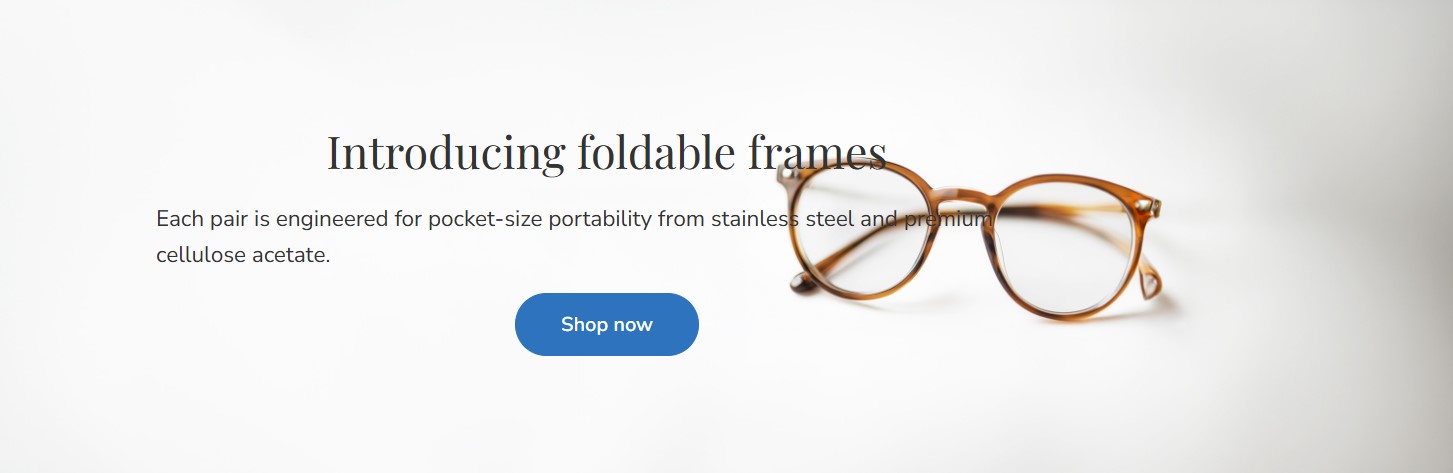 Introducing foldable frames
Each pair is engineered for pocket-size portability from stainless steel and premium
cellulose acetate.
Shop now